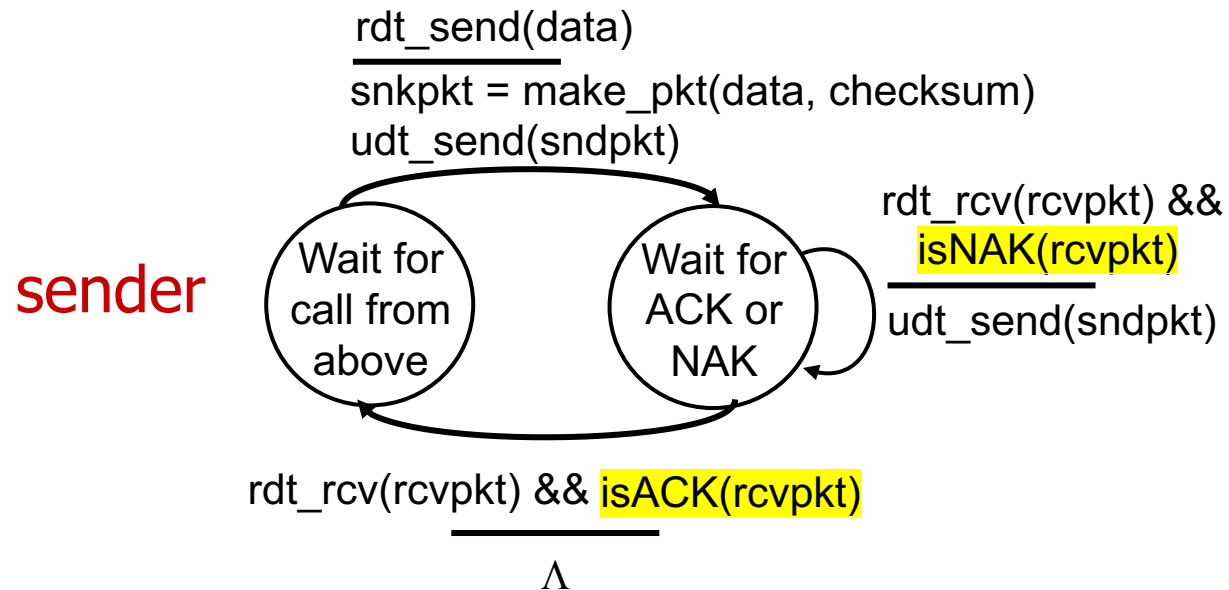 rdt_send(data)
snkpkt = make_pkt(data, checksum)
udt_send(sndpkt)
sender
Wait for
call from
above
Wait for
ACK or
NAK
rdt_rcv(rcvpkt) &&
isNAK(rcvpkt)
udt_send(sndpkt)
rdt_rcv(rcvpkt) && isACK(rcvpkt)
Λ